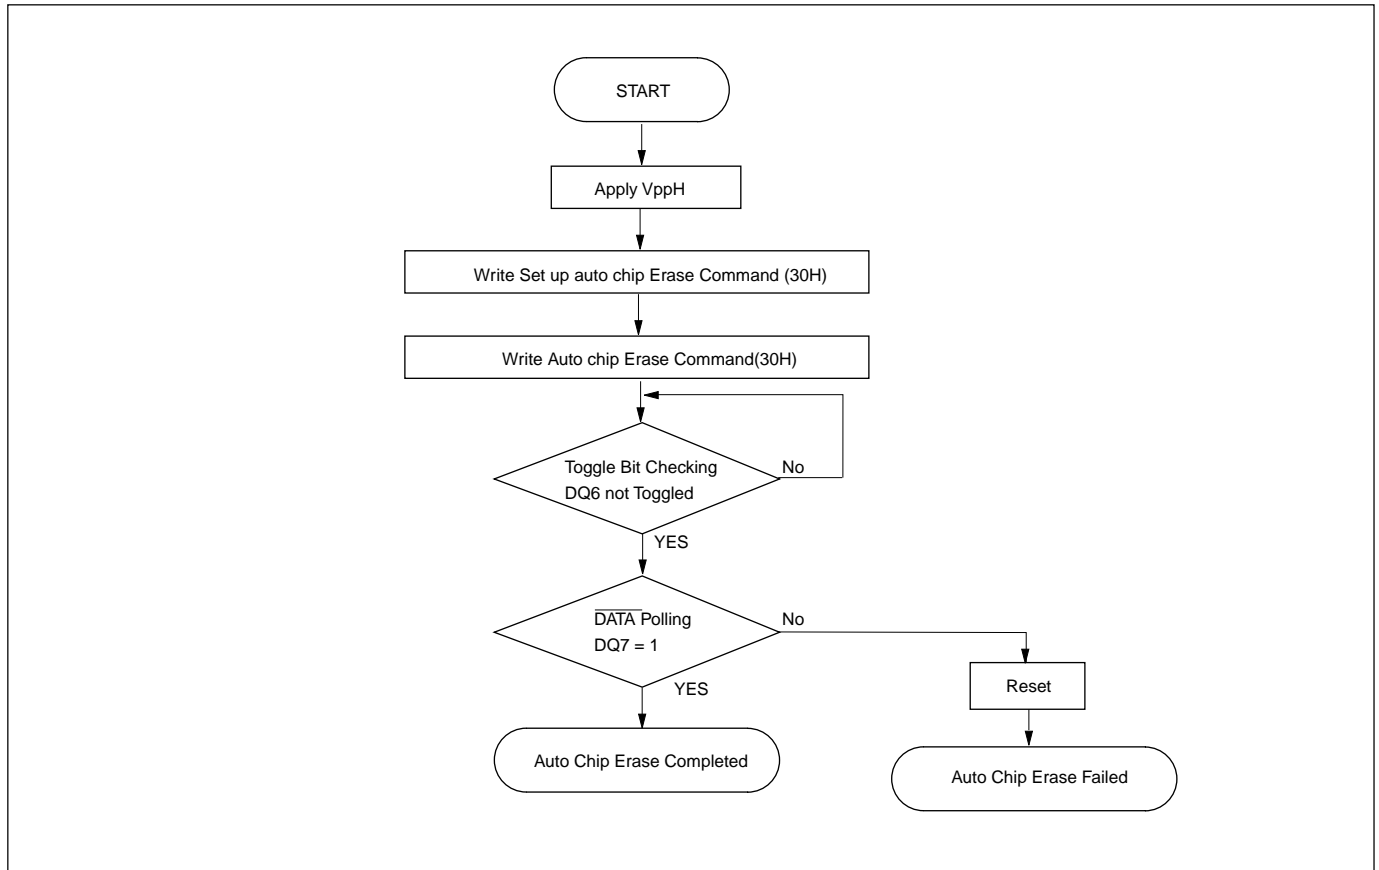 START
Apply VppH
Write Set up auto chip Erase Command (30H)
Write Auto chip Erase Command(30H)
Toggle Bit Checking
DQ6 not Toggled
No
YES
DATA Polling
DQ7 = 1
No
YES
Reset
Auto Chip Erase Completed
Auto Chip Erase Failed